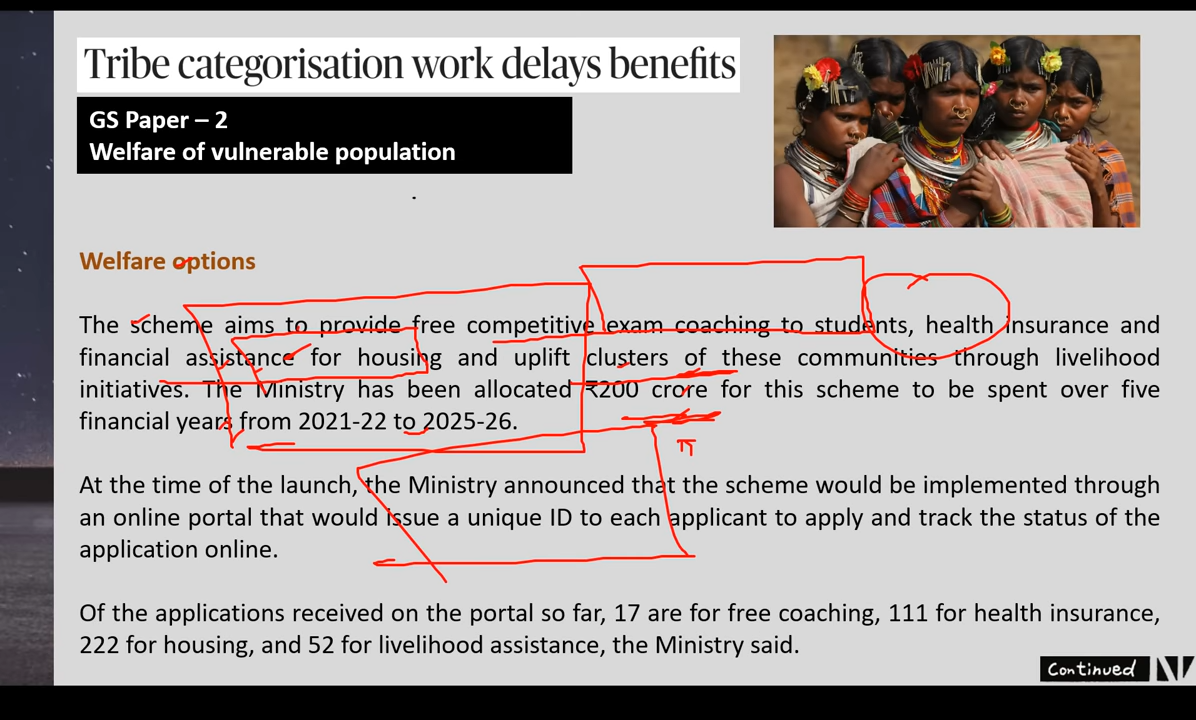 Tribe categorisation work delays benefits
GS Paper – 2
Welfare of vulnerable population
Welfare options
The scheme aims to provide free competitive exam coaching to students, health insurance and
financial assistance for housing and uplift clusters of these communities through livelihood
initiatives. The Ministry has been allocated ₹200 crore for this scheme to be spent over five
financial years from 2021-22 to 2025-26.
At the time of the launch, the Ministry announced that the scheme would be implemented through
an online portal that would issue a unique ID to each applicant to apply and track the status of the
application online.
Of the applications received on the portal so far, 17 are for free coaching, 111 for health insurance,
222 for housing, and 52 for livelihood assistance, the Ministry said.
Continued